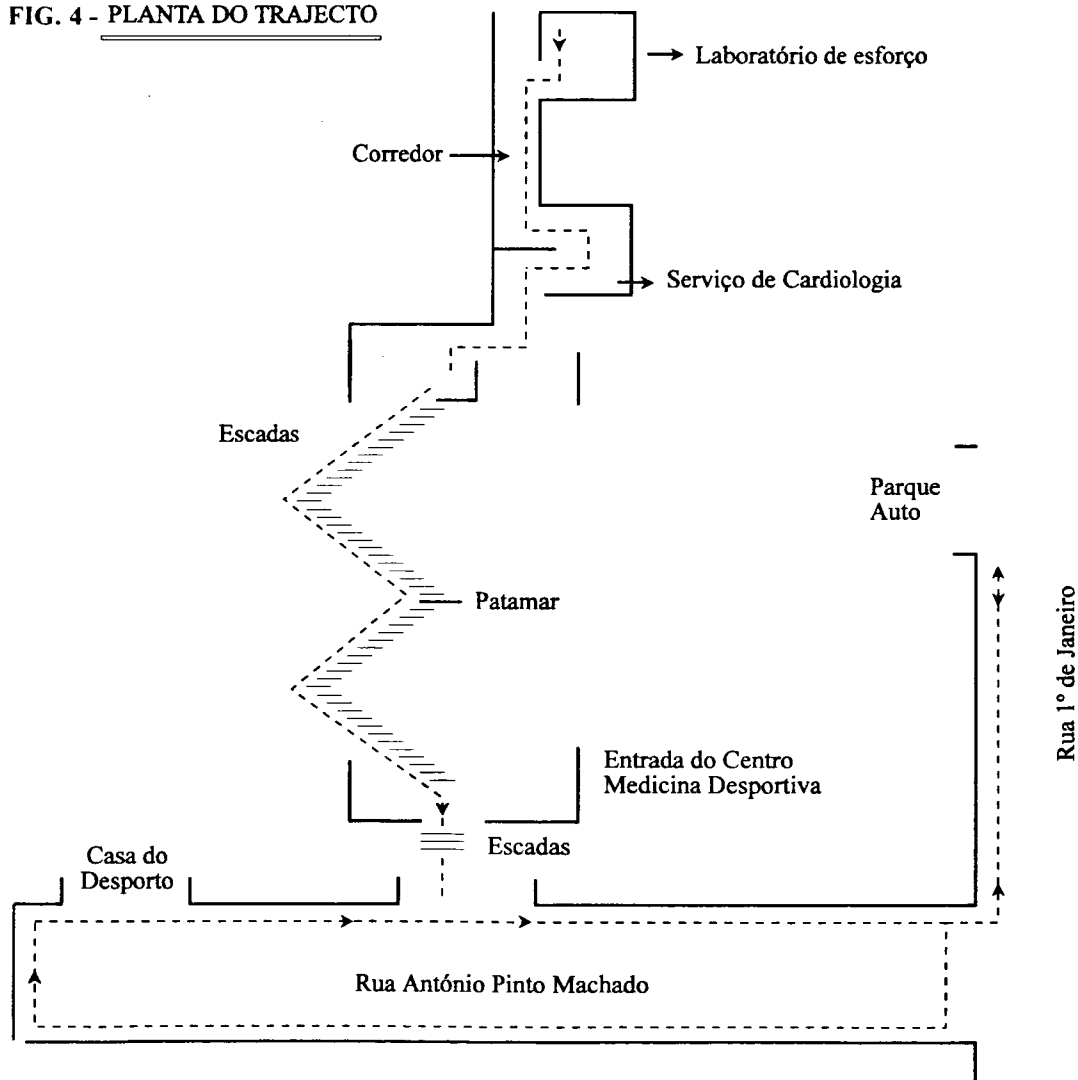 FIG. 4 - PLANTA DO TRAJECTO
Laboratório de esforço
Corredor
Serviço de Cardiologia
Escadas
Parque
Auto
Patamar
Rua 1º de Janeiro
Entrada do Centro
Medicina Desportiva
Escadas
Casa do
Desporto
Rua António Pinto Machado